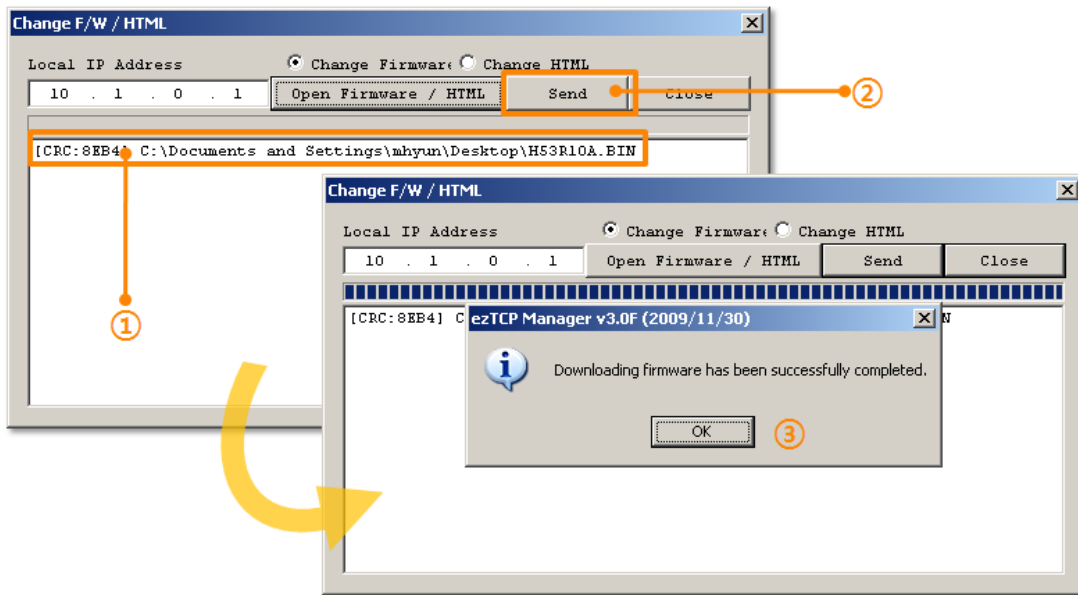 Change F/W / HTML
Local IP Address
Change Firmware Change HTML
10 . 1 . 0 . 1
Open Firmware / HTML
Send
Close
②
[CRC:8EB4] C:\Documents and Settings\mhyun\Desktop\H53R10A.BIN
①
Change F/W / HTML
Local IP Address
Change Firmware Change HTML
10 . 1 . 0 . 1
Open Firmware / HTML
Send
Close
[CRC:8EB4] C
N
ezTCP Manager v3.0F (2009/11/30)
Downloading firmware has been successfully completed.
OK
③